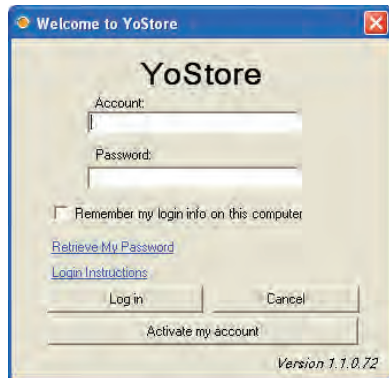 Welcome to YoStore
YoStore
Account:
Password:
Remember my login info on this computer
Retrieve My Password
Login Instructions
Log in Cancel
Activate my account
Version 1.1.0.72